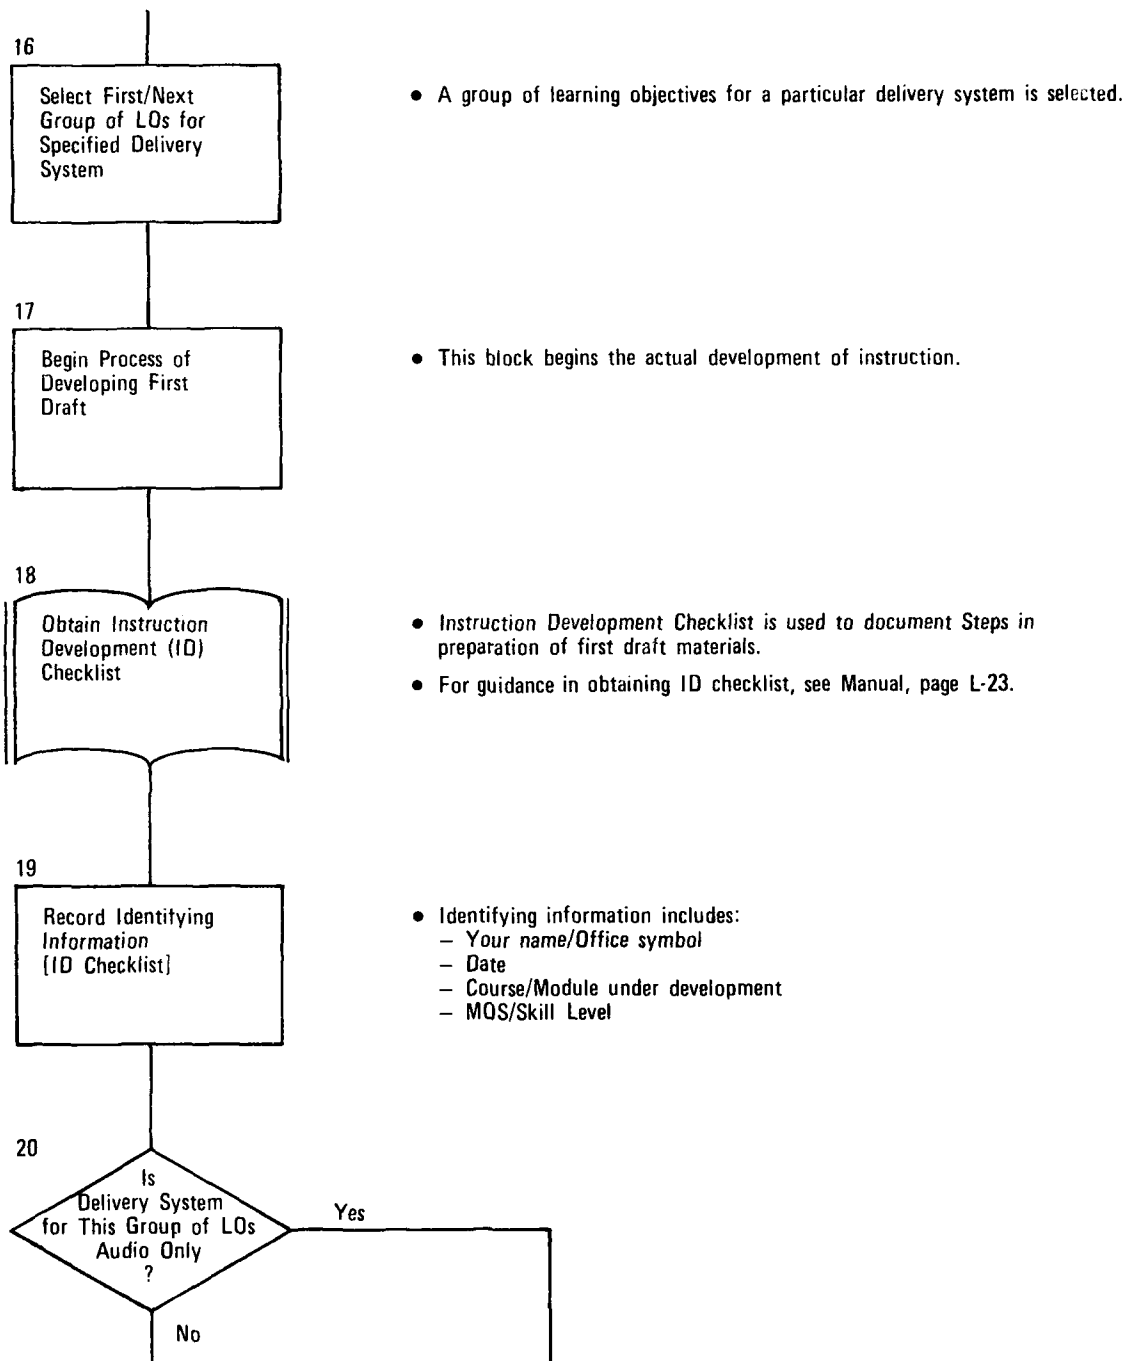 16
Select First/Next
Group of LOs for
Specified Delivery
System
● A group of learning objectives for a particular delivery system is selected.
17
Begin Process of
Developing First
Draft
● This block begins the actual development of instruction.
18
Obtain Instruction
Development (ID)
Checklist
● Instruction Development Checklist is used to document Steps in
preparation of first draft materials.
● For guidance in obtaining ID checklist, see Manual, page L-23.
19
Record Identifying
Information
[ID Checklist]
● Identifying information includes:
– Your name/Office symbol
– Date
– Course/Module under development
– MOS/Skill Level
20
Is
Delivery System
for This Group of LOs
Audio Only
?
Yes
No